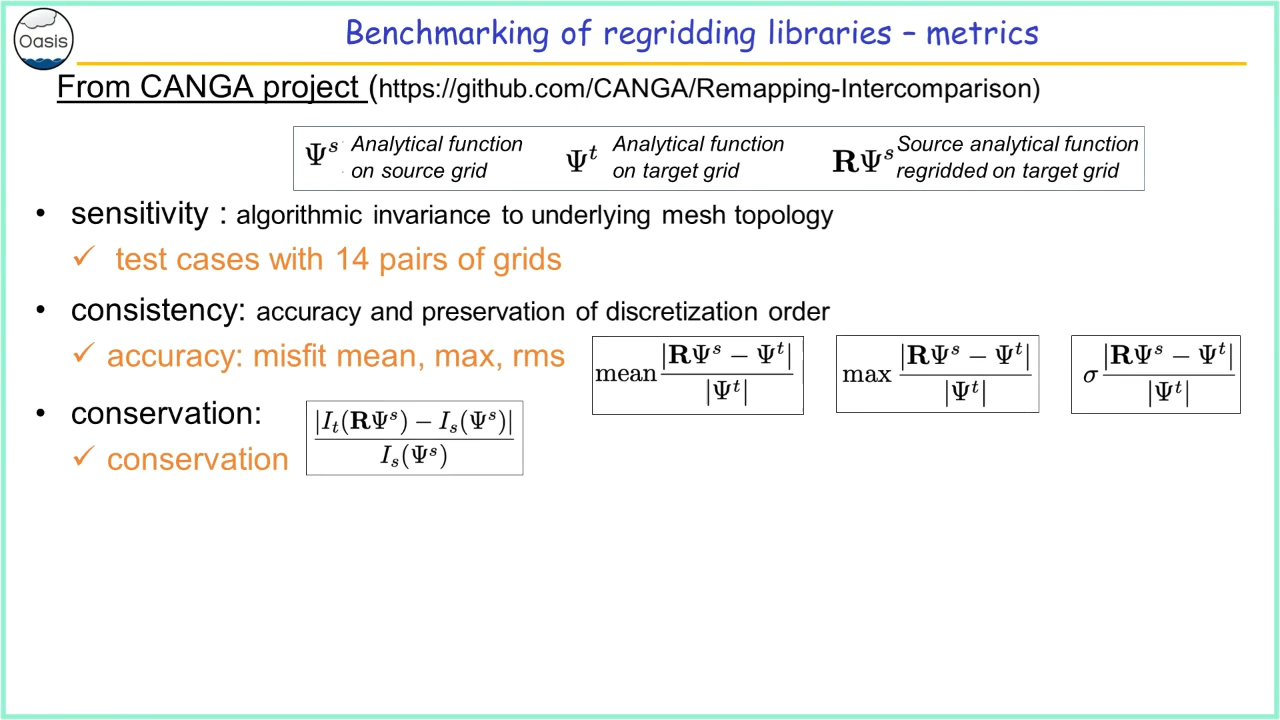 Oasis
Benchmarking of regridding libraries – metrics
From CANGA project (https://github.com/CANGA/Remapping-Intercomparison)
Ψ^s Analytical function on source grid
Ψ^t Analytical function on target grid
RΨ^s Source analytical function regridded on target grid
• sensitivity : algorithmic invariance to underlying mesh topology
✓ test cases with 14 pairs of grids
• consistency: accuracy and preservation of discretization order
✓ accuracy: misfit mean, max, rms
mean |RΨ^s − Ψ^t| / |Ψ^t|
max |RΨ^s − Ψ^t| / |Ψ^t|
σ |RΨ^s − Ψ^t| / |Ψ^t|
• conservation:
✓ conservation
|I_t(RΨ^s) − I_s(Ψ^s)| / I_s(Ψ^s)